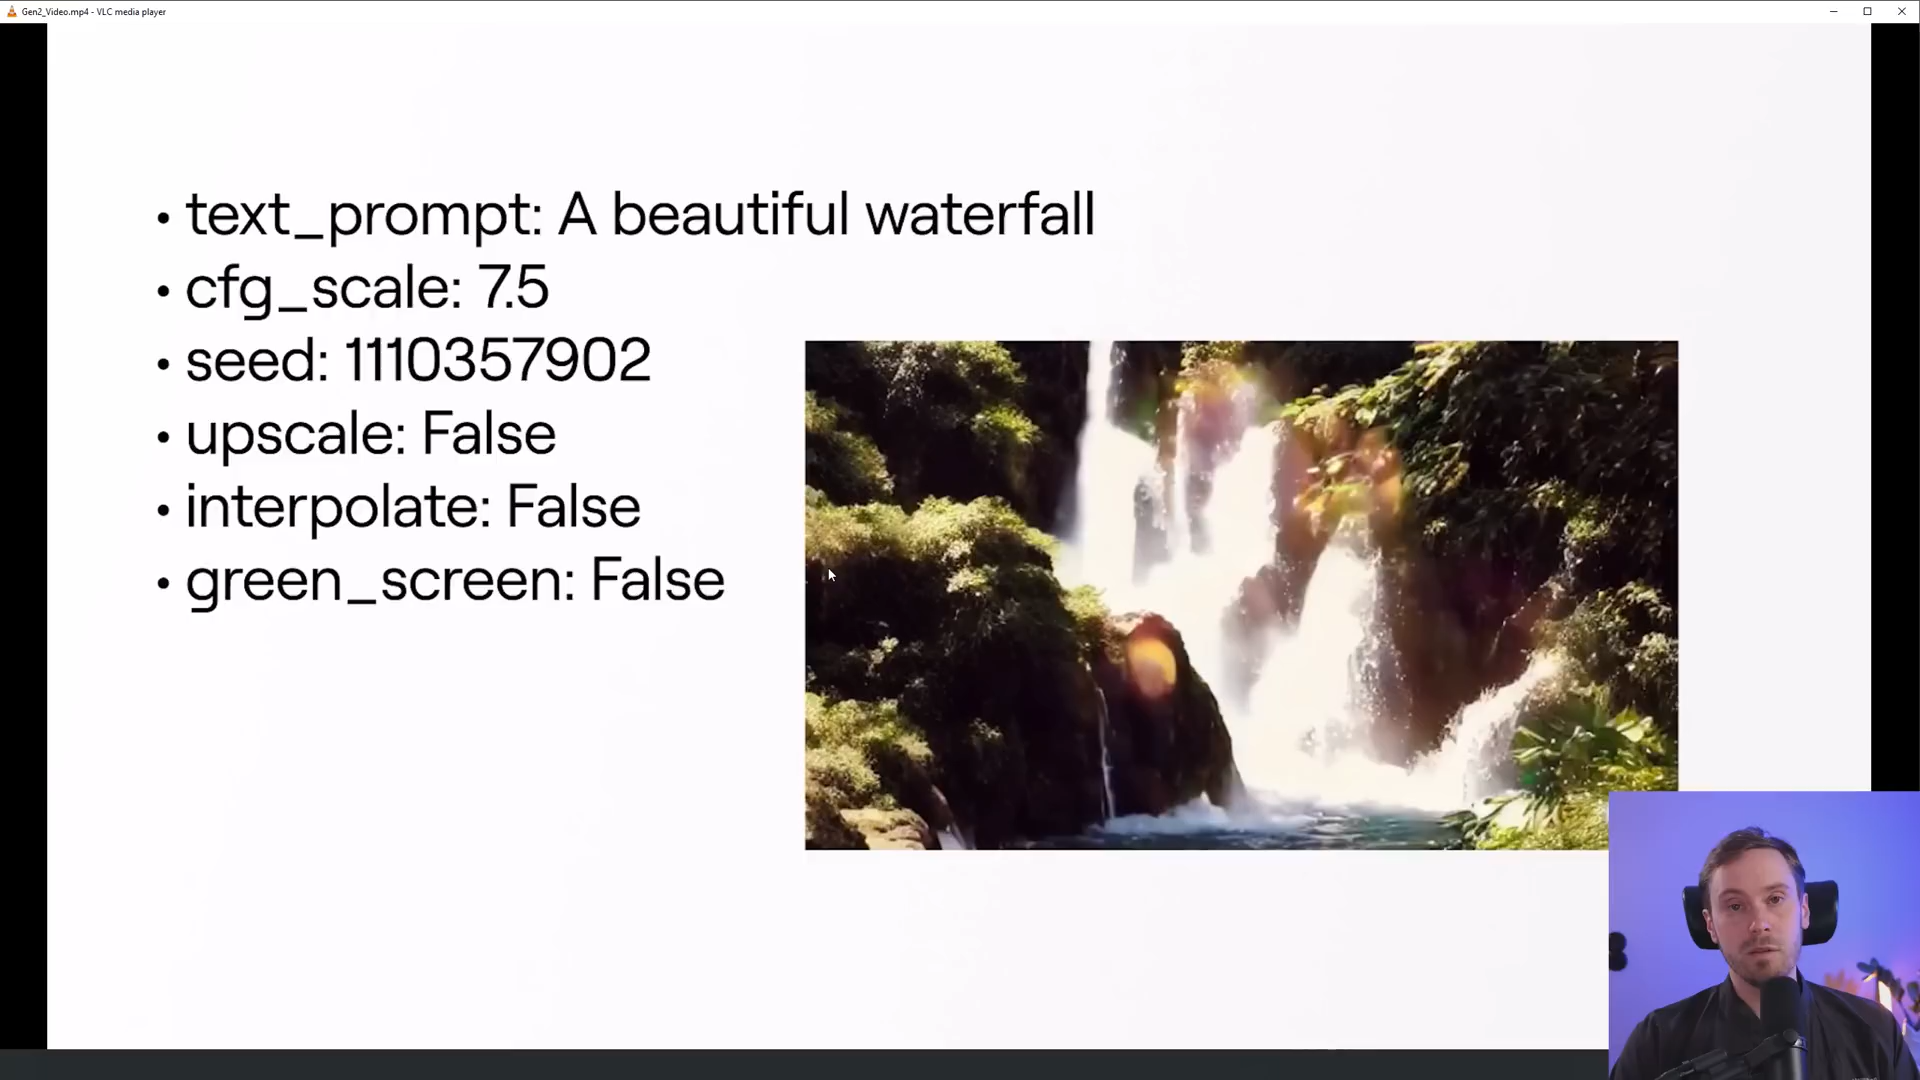 Gen2_Video.mp4 - VLC media player
• text_prompt: A beautiful waterfall
• cfg_scale: 7.5
• seed: 1110357902
• upscale: False
• interpolate: False
• green_screen: False